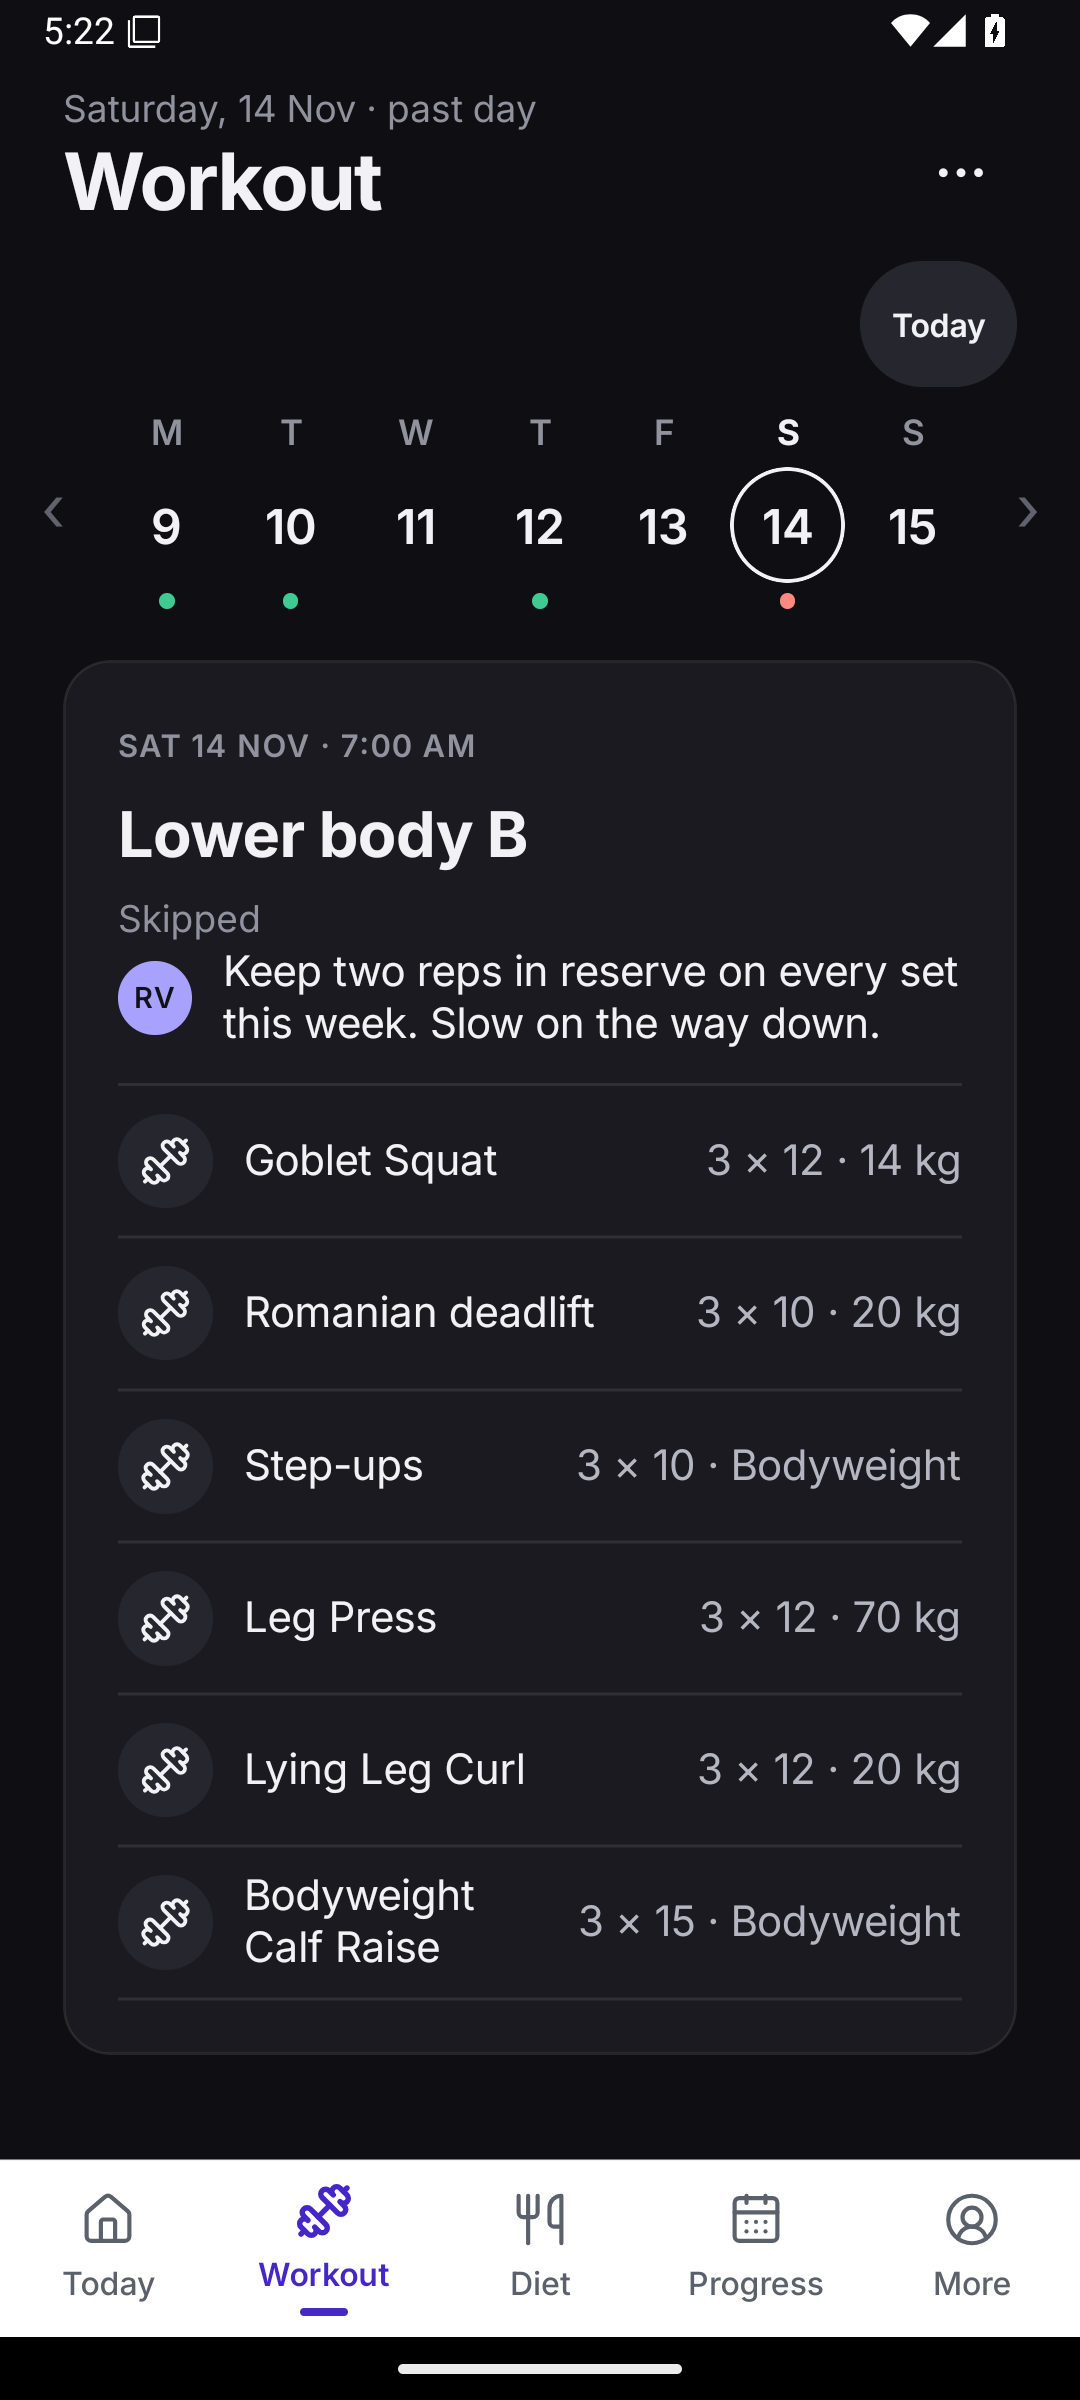 5:22
Saturday, 14 Nov · past day
Workout
Today
M T W T F S S
9 10 11 12 13 14 15
SAT 14 NOV · 7:00 AM
Lower body B
Skipped
RV
Keep two reps in reserve on every set
this week. Slow on the way down.
Goblet Squat 3 × 12 · 14 kg
Romanian deadlift 3 × 10 · 20 kg
Step-ups 3 × 10 · Bodyweight
Leg Press 3 × 12 · 70 kg
Lying Leg Curl 3 × 12 · 20 kg
Bodyweight
Calf Raise 3 × 15 · Bodyweight
Today Workout Diet Progress More